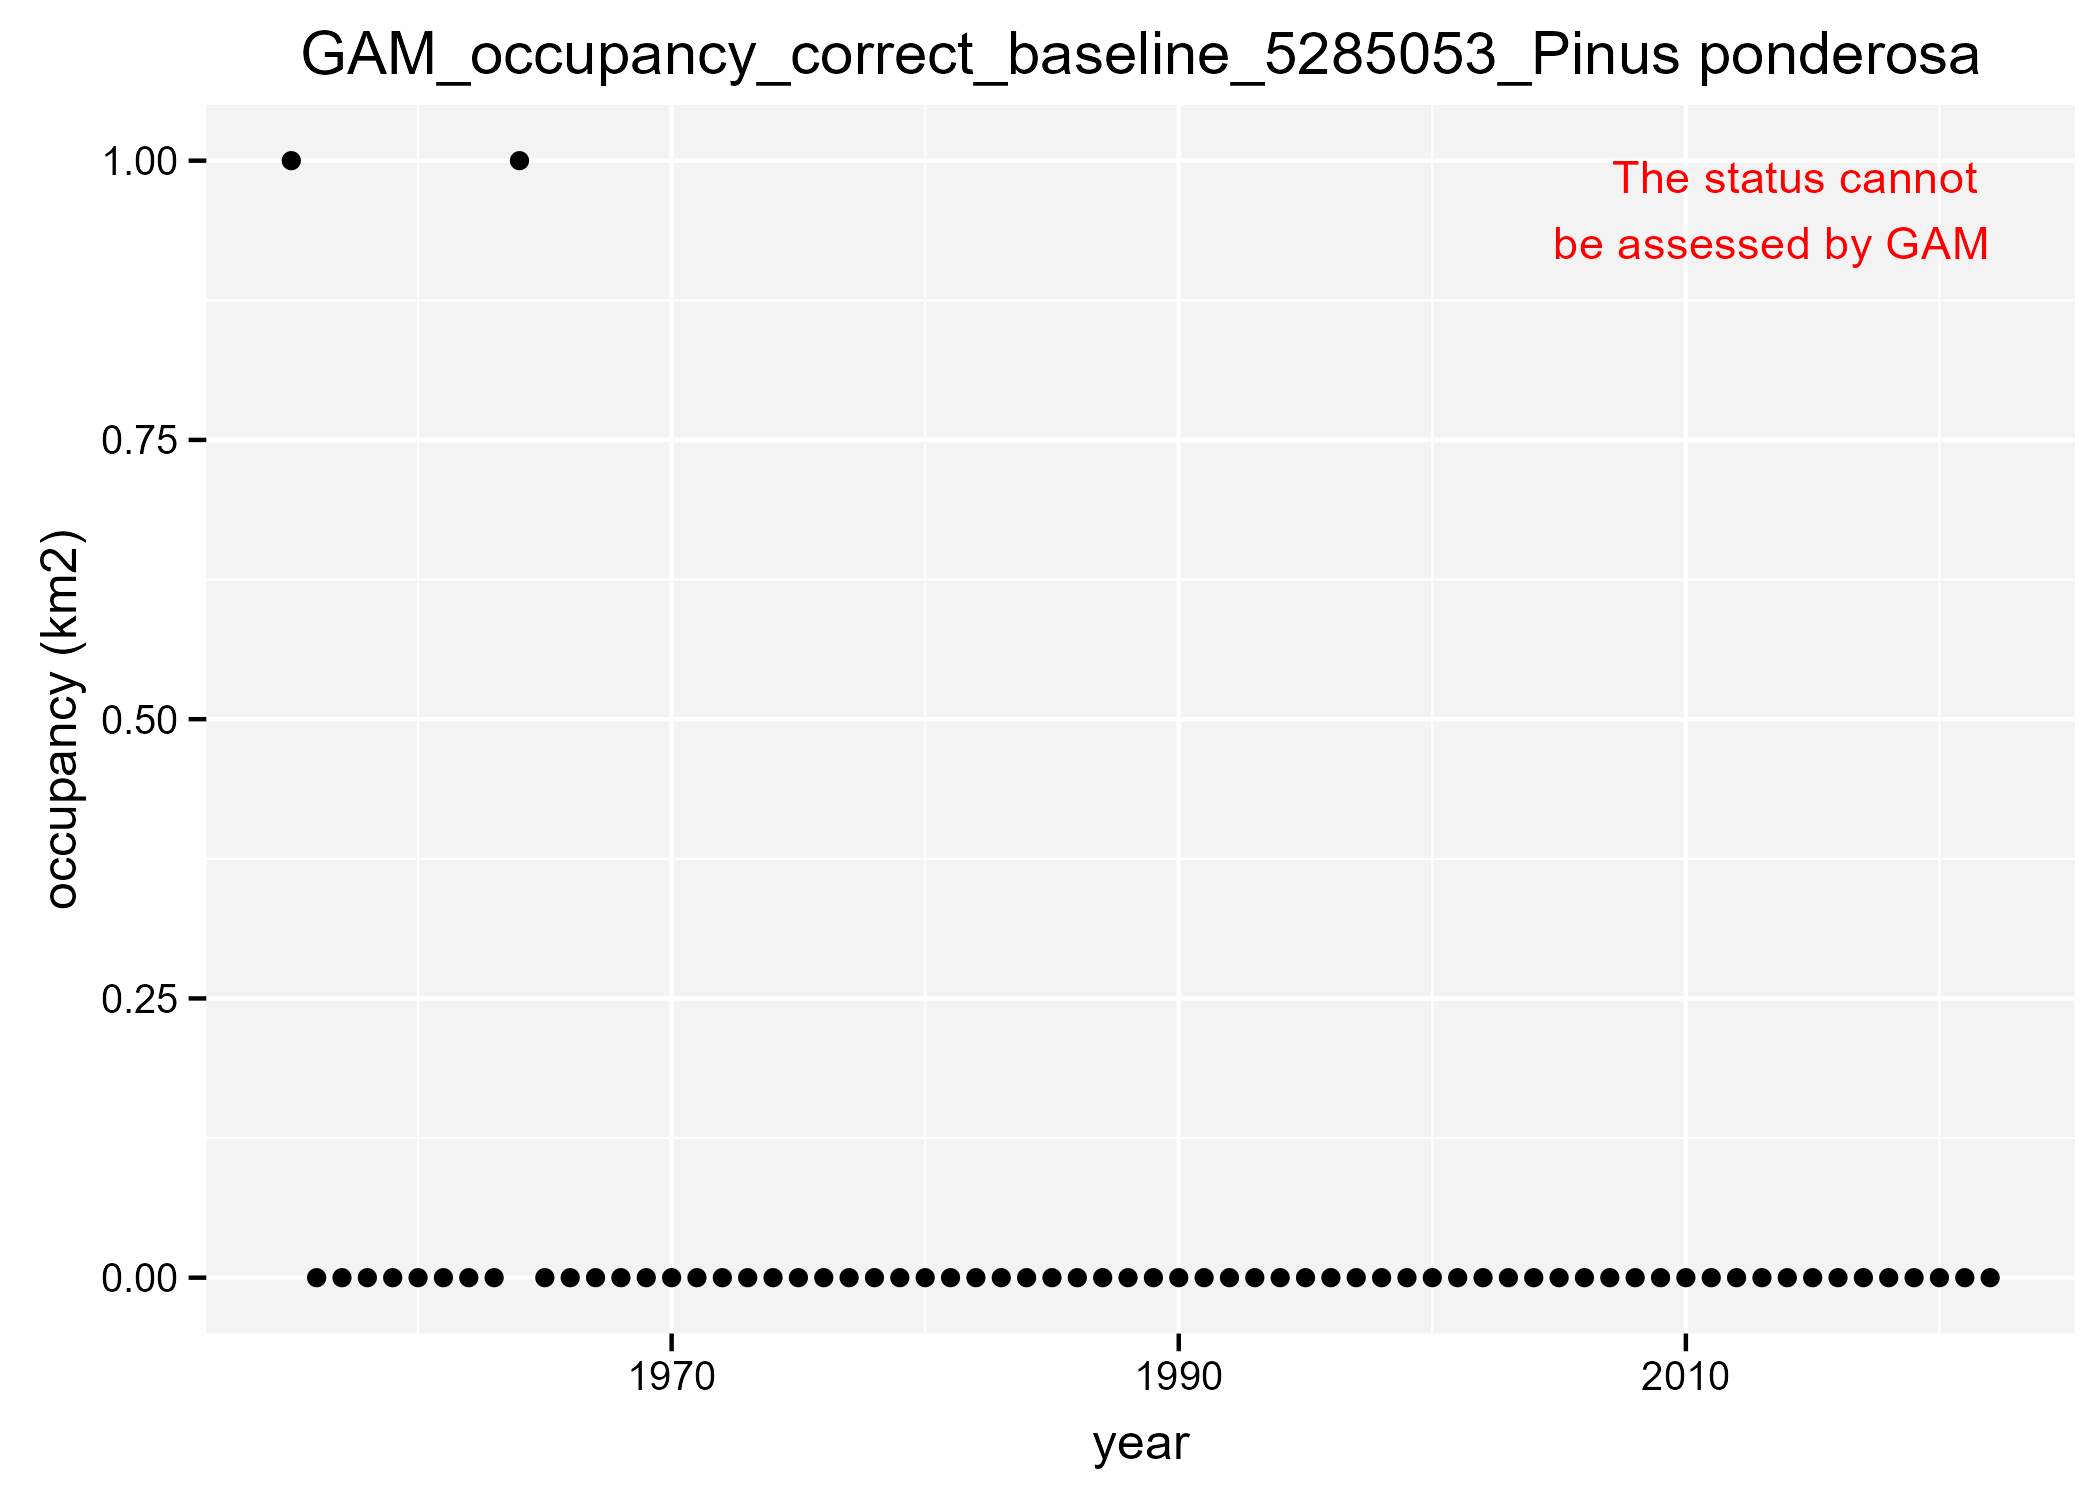 GAM_occupancy_correct_baseline_5285053_Pinus ponderosa
The status cannot
be assessed by GAM
1.00
0.75
0.50
0.25
0.00
occupancy (km2)
1970 1990 2010
year